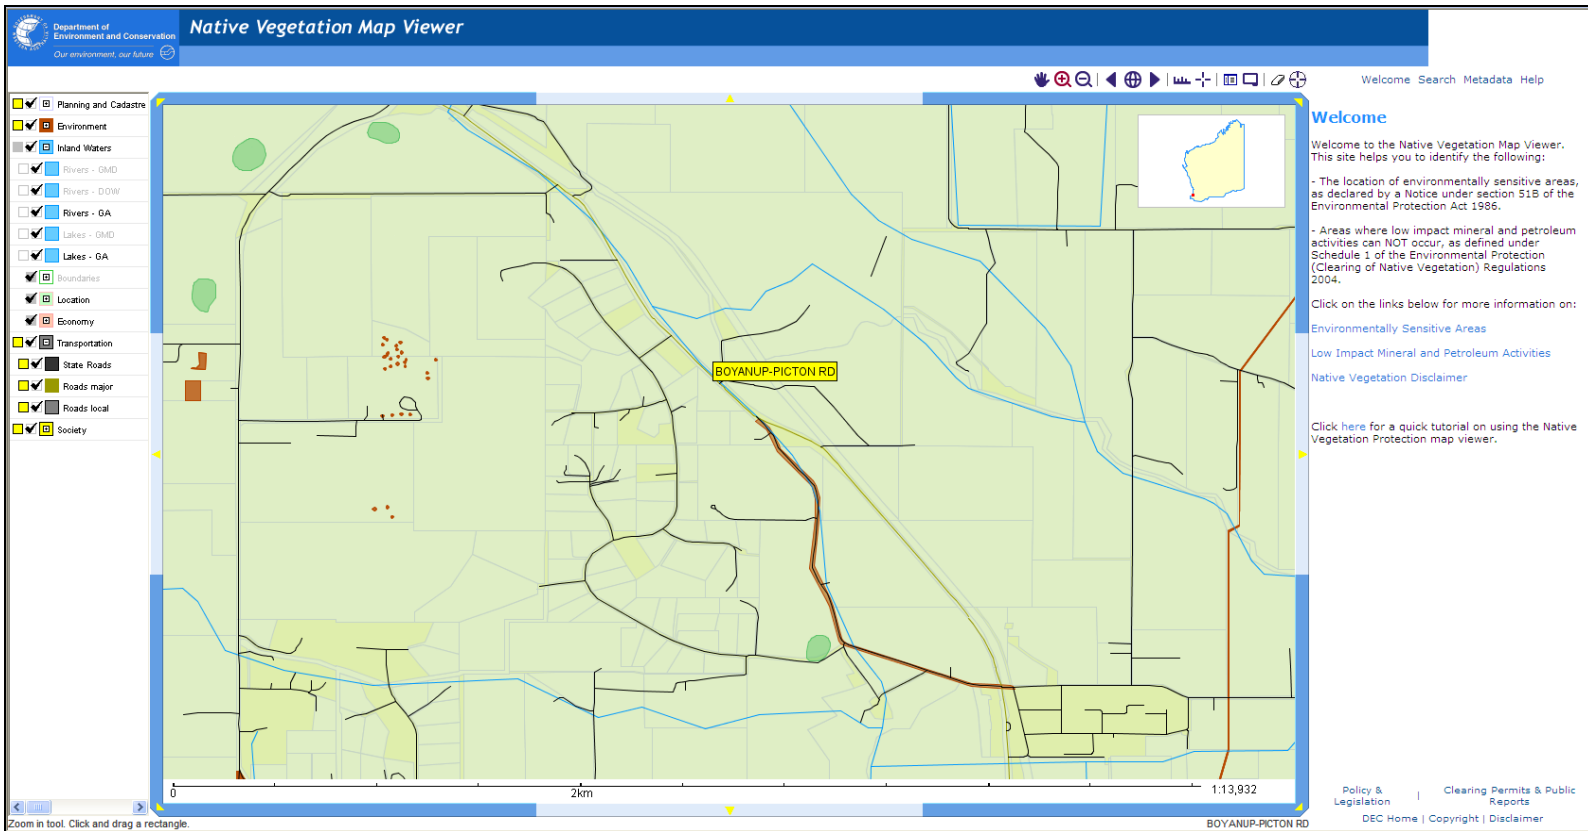 Department of
Environment and Conservation
Our environment, our future
Native Vegetation Map Viewer
Welcome Search Metadata Help
Planning and Cadastre
Environment
Inland Waters
Rivers - GMD
Rivers - DOW
Rivers - GA
Lakes - GMD
Lakes - GA
Boundaries
Location
Economy
Transportation
State Roads
Roads major
Roads local
Society
BOYANUP-PICTON RD
0
2km
1:13,932
Welcome
Welcome to the Native Vegetation Map Viewer.
This site helps you to identify the following:
- The location of environmentally sensitive areas,
as declared by a Notice under section 51B of the
Environmental Protection Act 1986.
- Areas where low impact mineral and petroleum
activities can NOT occur, as defined under
Schedule 1 of the Environmental Protection
(Clearing of Native Vegetation) Regulations
2004.
Click on the links below for more information on:
Environmentally Sensitive Areas
Low Impact Mineral and Petroleum Activities
Native Vegetation Disclaimer
Click here for a quick tutorial on using the Native
Vegetation Protection map viewer.
Policy &
Legislation
|
Clearing Permits & Public
Reports
DEC Home | Copyright | Disclaimer
Zoom in tool. Click and drag a rectangle.
BOYANUP-PICTON RD